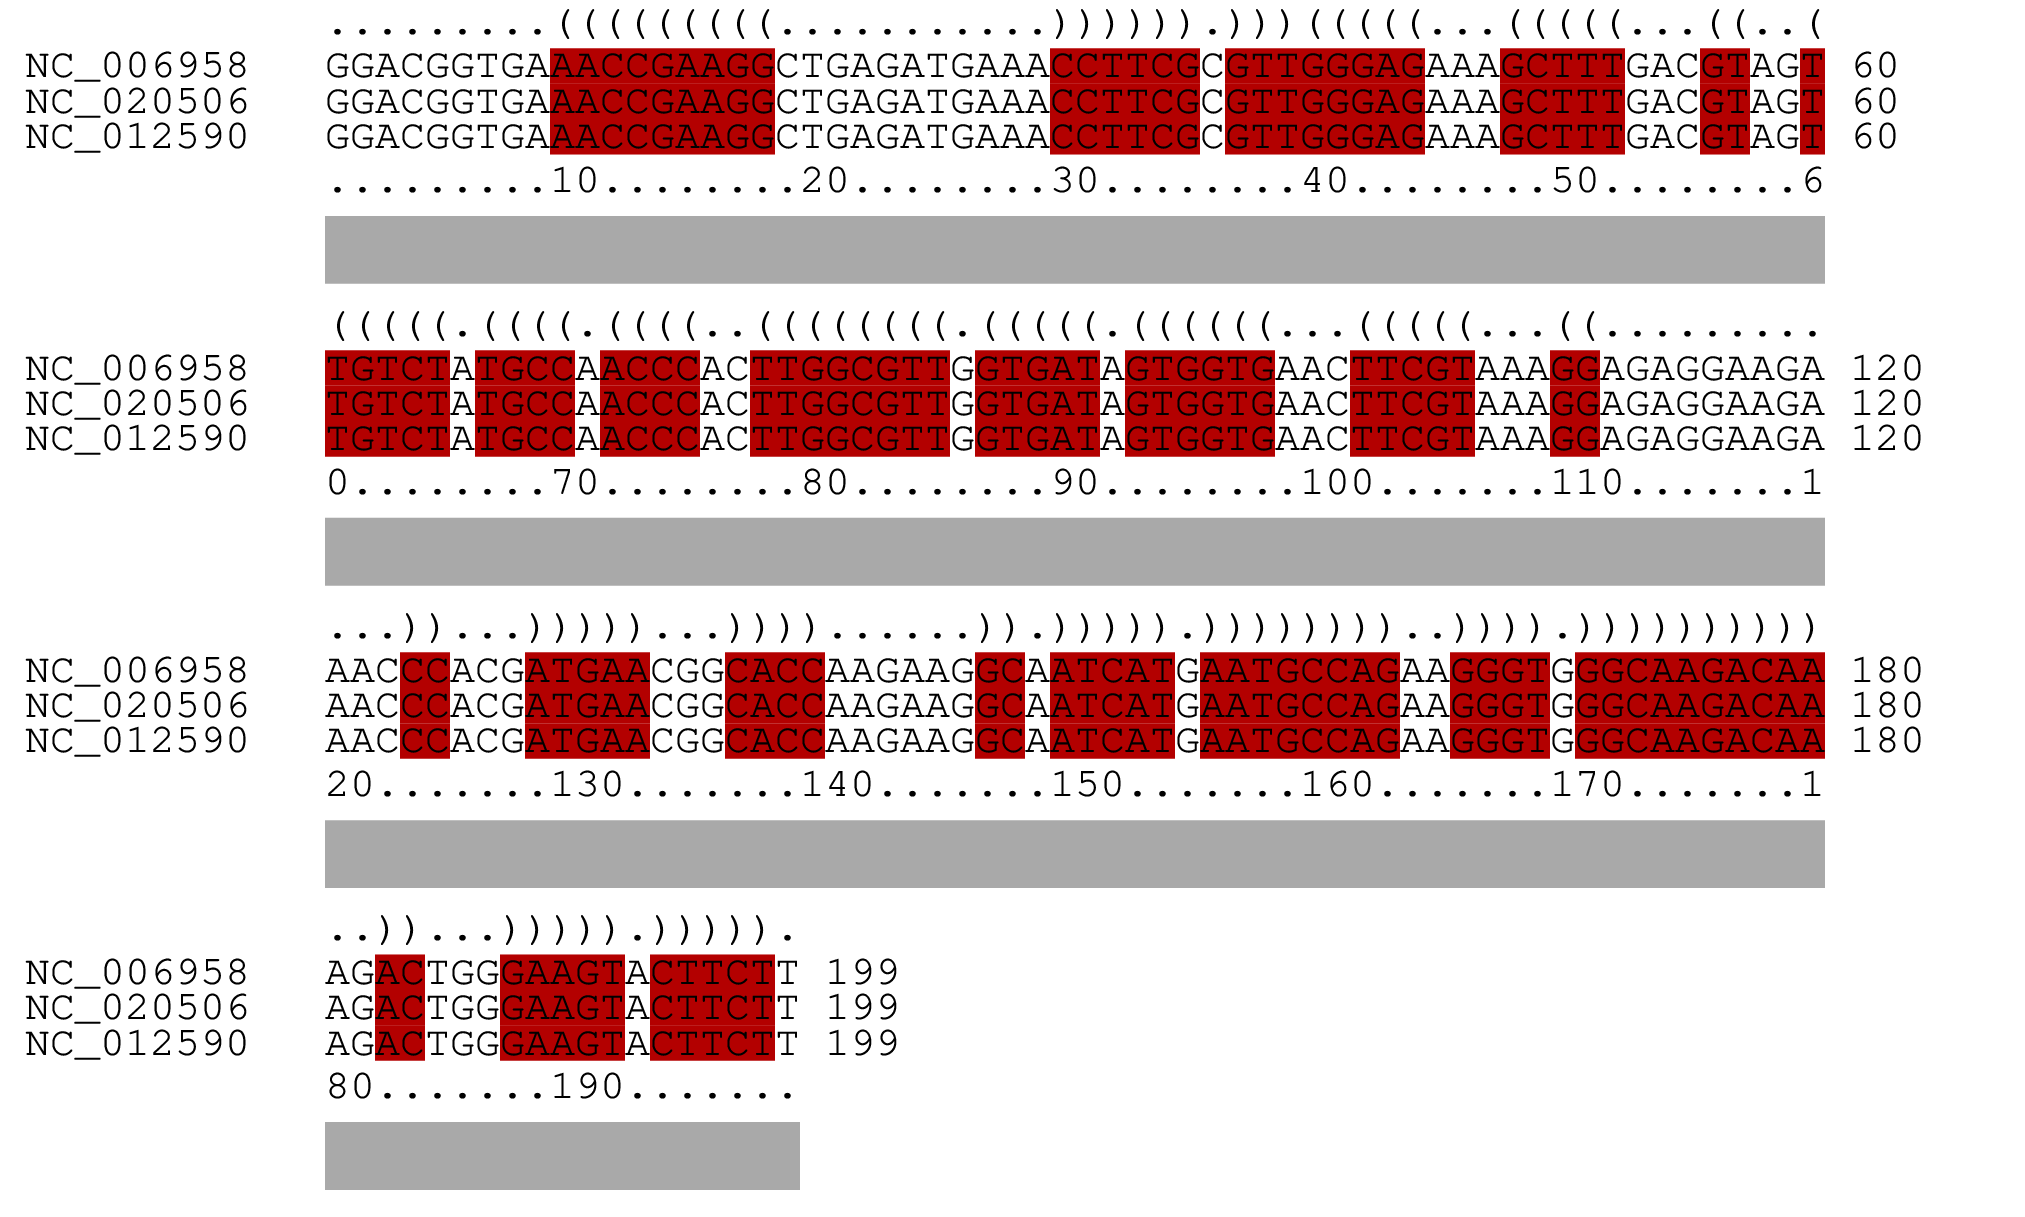 .........(((((((((...........)))))).)))(((((...(((((...((..(
NC_006958 GGACGGTGAAACCGAAGGCTGAGATGAAACCTTCGCGTTGGGAGAAAGCTTTGACGTAGT 60
NC_020506 GGACGGTGAAACCGAAGGCTGAGATGAAACCTTCGCGTTGGGAGAAAGCTTTGACGTAGT 60
NC_012590 GGACGGTGAAACCGAAGGCTGAGATGAAACCTTCGCGTTGGGAGAAAGCTTTGACGTAGT 60
.........10........20........30........40........50........6
(((((.((((.((((..((((((((.(((((.((((((...(((((...((.........
NC_006958 TGTCTATGCCAACCCACTTGGCGTTGGTGATAGTGGTGAACTTCGTAAAGGAGAGGAAGA 120
NC_020506 TGTCTATGCCAACCCACTTGGCGTTGGTGATAGTGGTGAACTTCGTAAAGGAGAGGAAGA 120
NC_012590 TGTCTATGCCAACCCACTTGGCGTTGGTGATAGTGGTGAACTTCGTAAAGGAGAGGAAGA 120
0........70........80........90........100.......110.......1
...))...)))))...))))......)).))))).))))))))..)))).))))))))))
NC_006958 AACCCACGATGAACGGCACCAAGAAGGCAATCATGAATGCCAGAAGGGTGGGCAAGACAA 180
NC_020506 AACCCACGATGAACGGCACCAAGAAGGCAATCATGAATGCCAGAAGGGTGGGCAAGACAA 180
NC_012590 AACCCACGATGAACGGCACCAAGAAGGCAATCATGAATGCCAGAAGGGTGGGCAAGACAA 180
20.......130.......140.......150.......160.......170.......1
..))...))))).))))).
NC_006958 AGACTGGGAAGTACTTCTT 199
NC_020506 AGACTGGGAAGTACTTCTT 199
NC_012590 AGACTGGGAAGTACTTCTT 199
80.......190.......